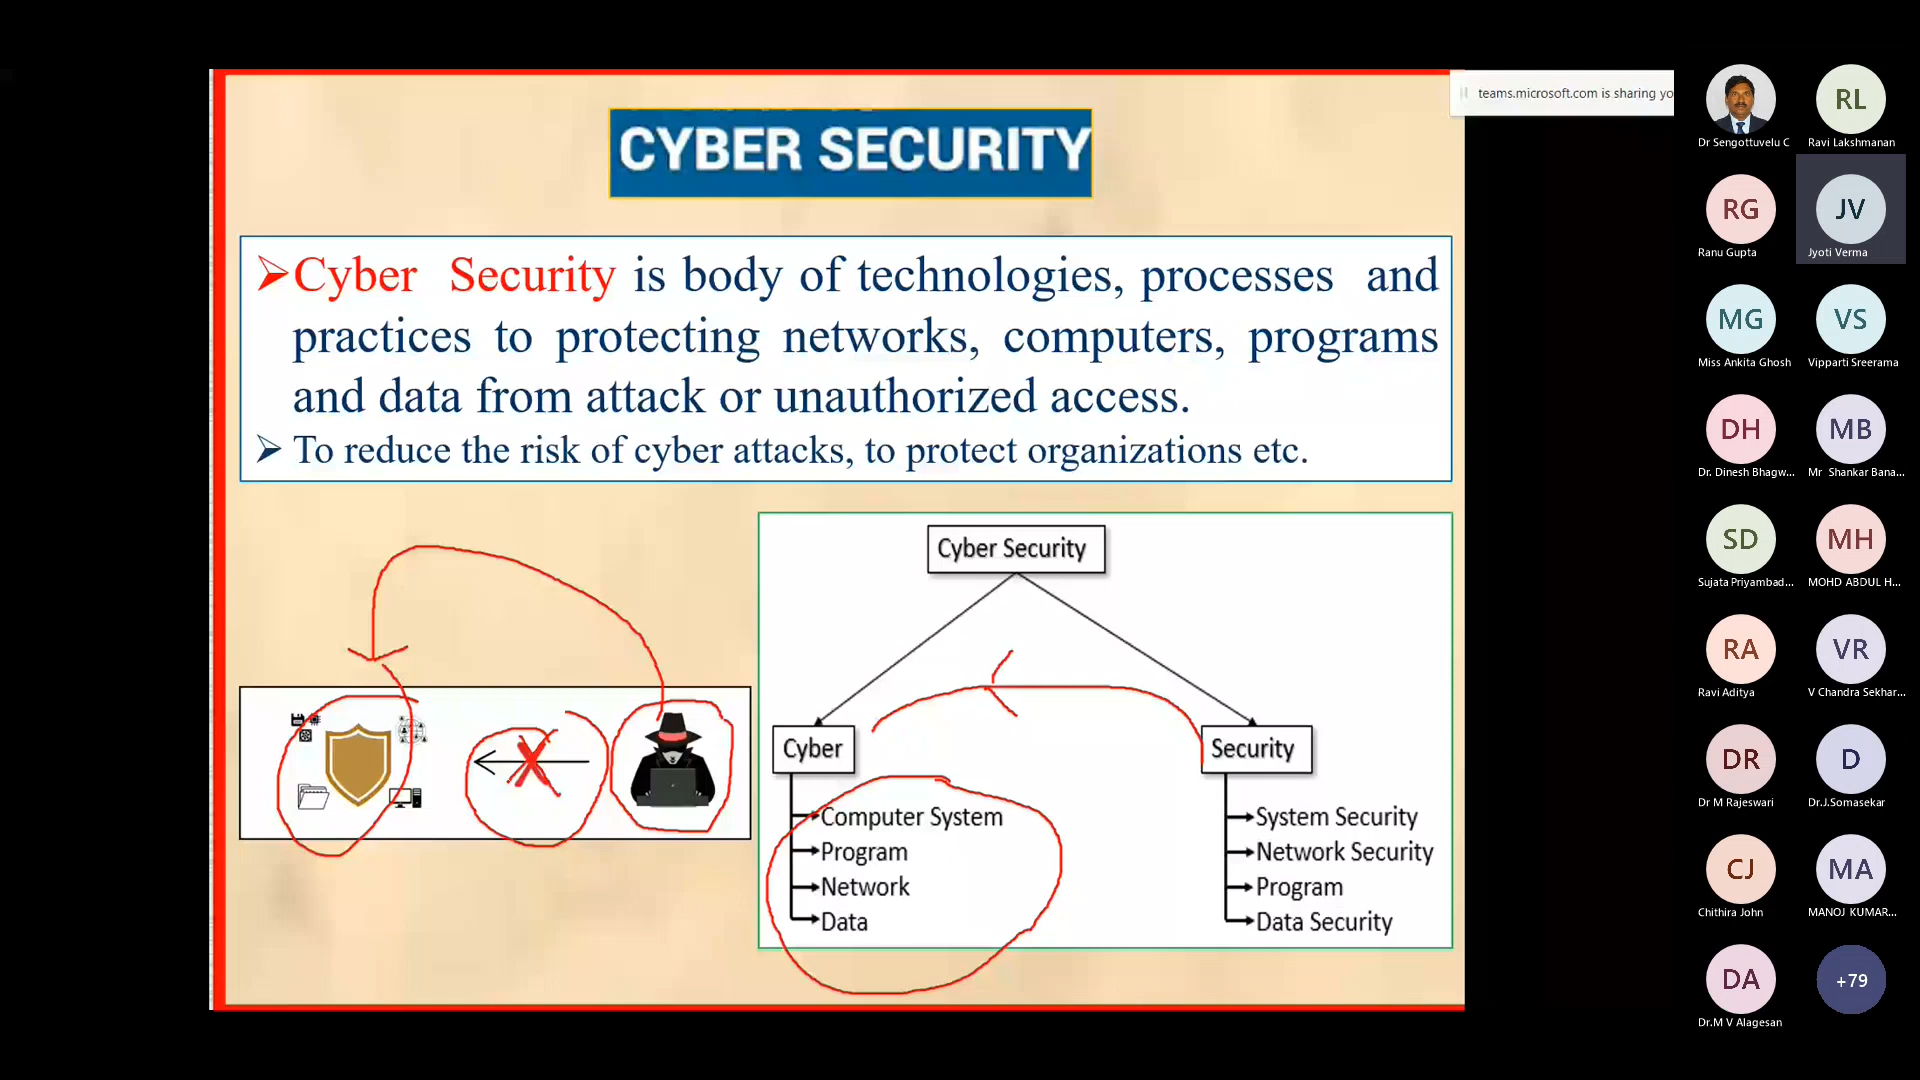 teams.microsoft.com is sharing yo
CYBER SECURITY
➢Cyber Security is body of technologies, processes and
practices to protecting networks, computers, programs
and data from attack or unauthorized access.
➢ To reduce the risk of cyber attacks, to protect organizations etc.
Cyber Security
Cyber
Computer System
Program
Network
Data
Security
System Security
Network Security
Program
Data Security
Dr Sengottuvelu C
RL
Ravi Lakshmanan
RG
Ranu Gupta
JV
Jyoti Verma
MG
Miss Ankita Ghosh
VS
Vipparti Sreerama
DH
Dr. Dinesh Bhagw...
MB
Mr Shankar Bana...
SD
Sujata Priyambad...
MH
MOHD ABDUL H...
RA
Ravi Aditya
VR
V Chandra Sekhar...
DR
Dr M Rajeswari
D
Dr.J.Somasekar
CJ
Chithira John
MA
MANOJ KUMAR...
DA
Dr.M V Alagesan
+79